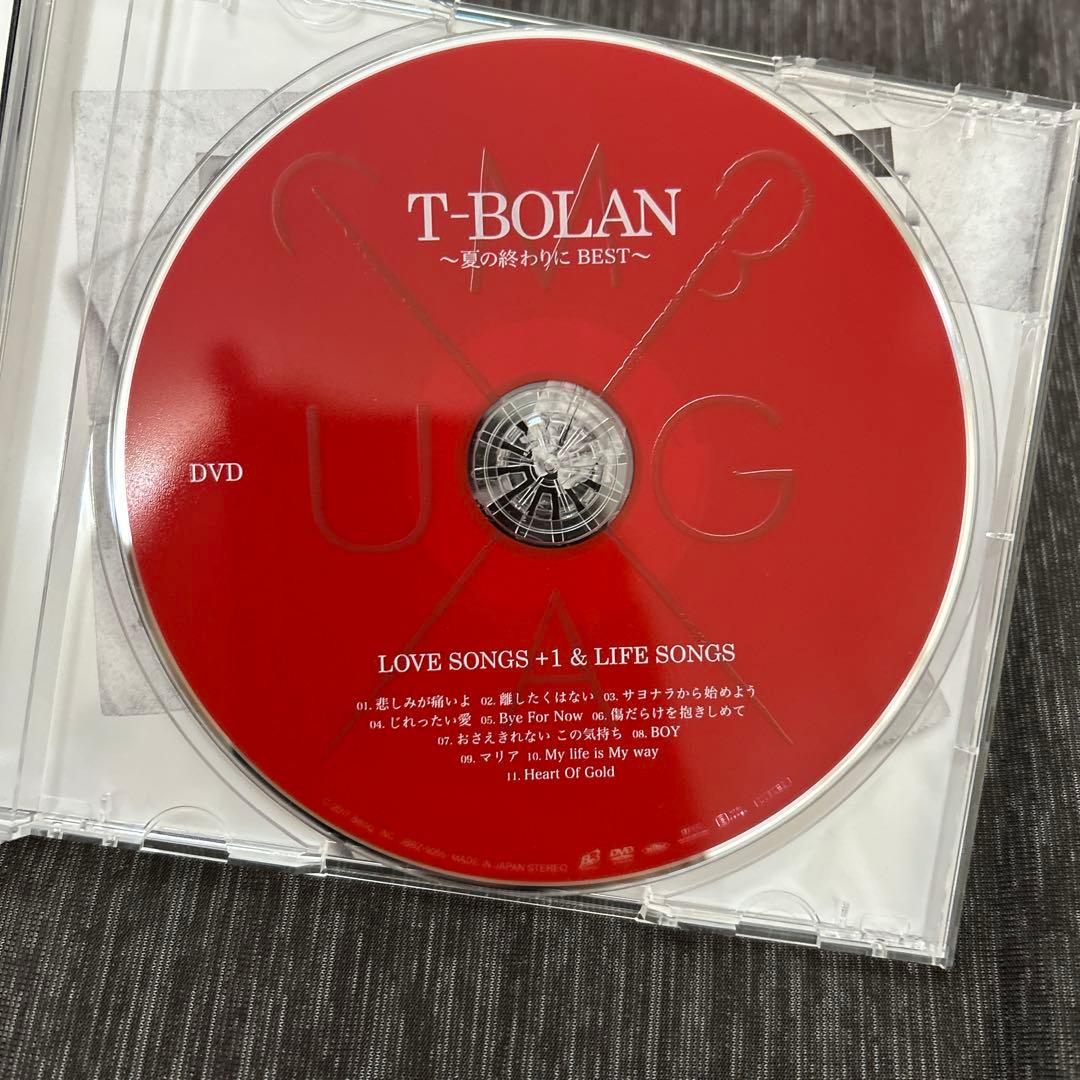 T-BOLAN
～夏の終わりに BEST～
U G
A
DVD
LOVE SONGS +1 & LIFE SONGS
01. 悲しみが痛いよ 02. 離したくはない 03. サヨナラから始めよう
04. じれったい愛 05. Bye For Now 06. 傷だらけを抱きしめて
07. おさえきれない この気持ち 08. BOY
09. マリア 10. My life is My way
11. Heart Of Gold
MADE IN JAPAN STEREO
DVD